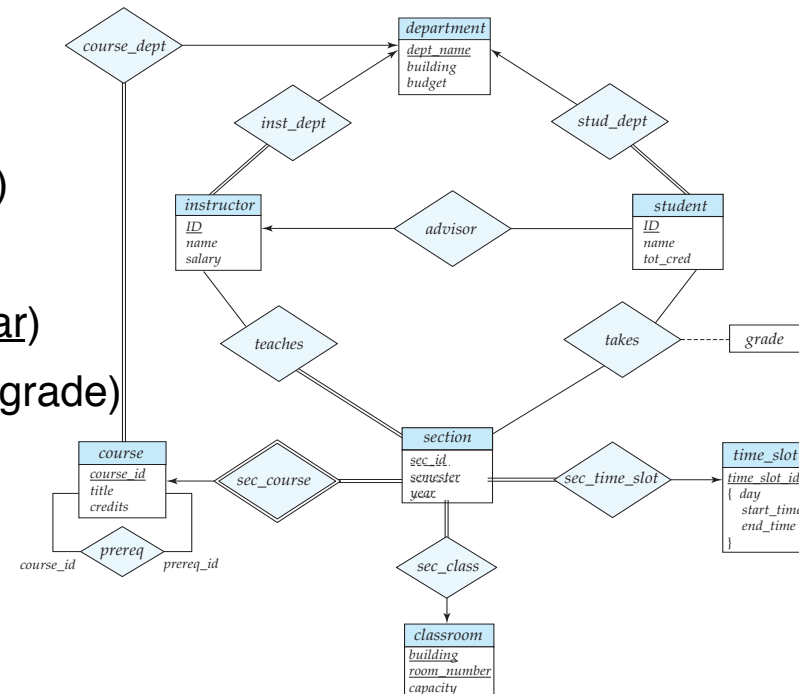 department
course_dept
dept_name
building
budget
inst_dept
stud_dept
)
instructor
student
ID
ID
name
advisor
name
salary
tot_cred
ar)
teaches
takes
grade
grade)
section
course
sec_id
time_slot
course_id
sec_course
semester
sec_time_slot
time_slot_id
title
year
{ day
credits
start_time
end_time
}
prereq
course_id
prereq_id
sec_class
classroom
building
room_number
capacity